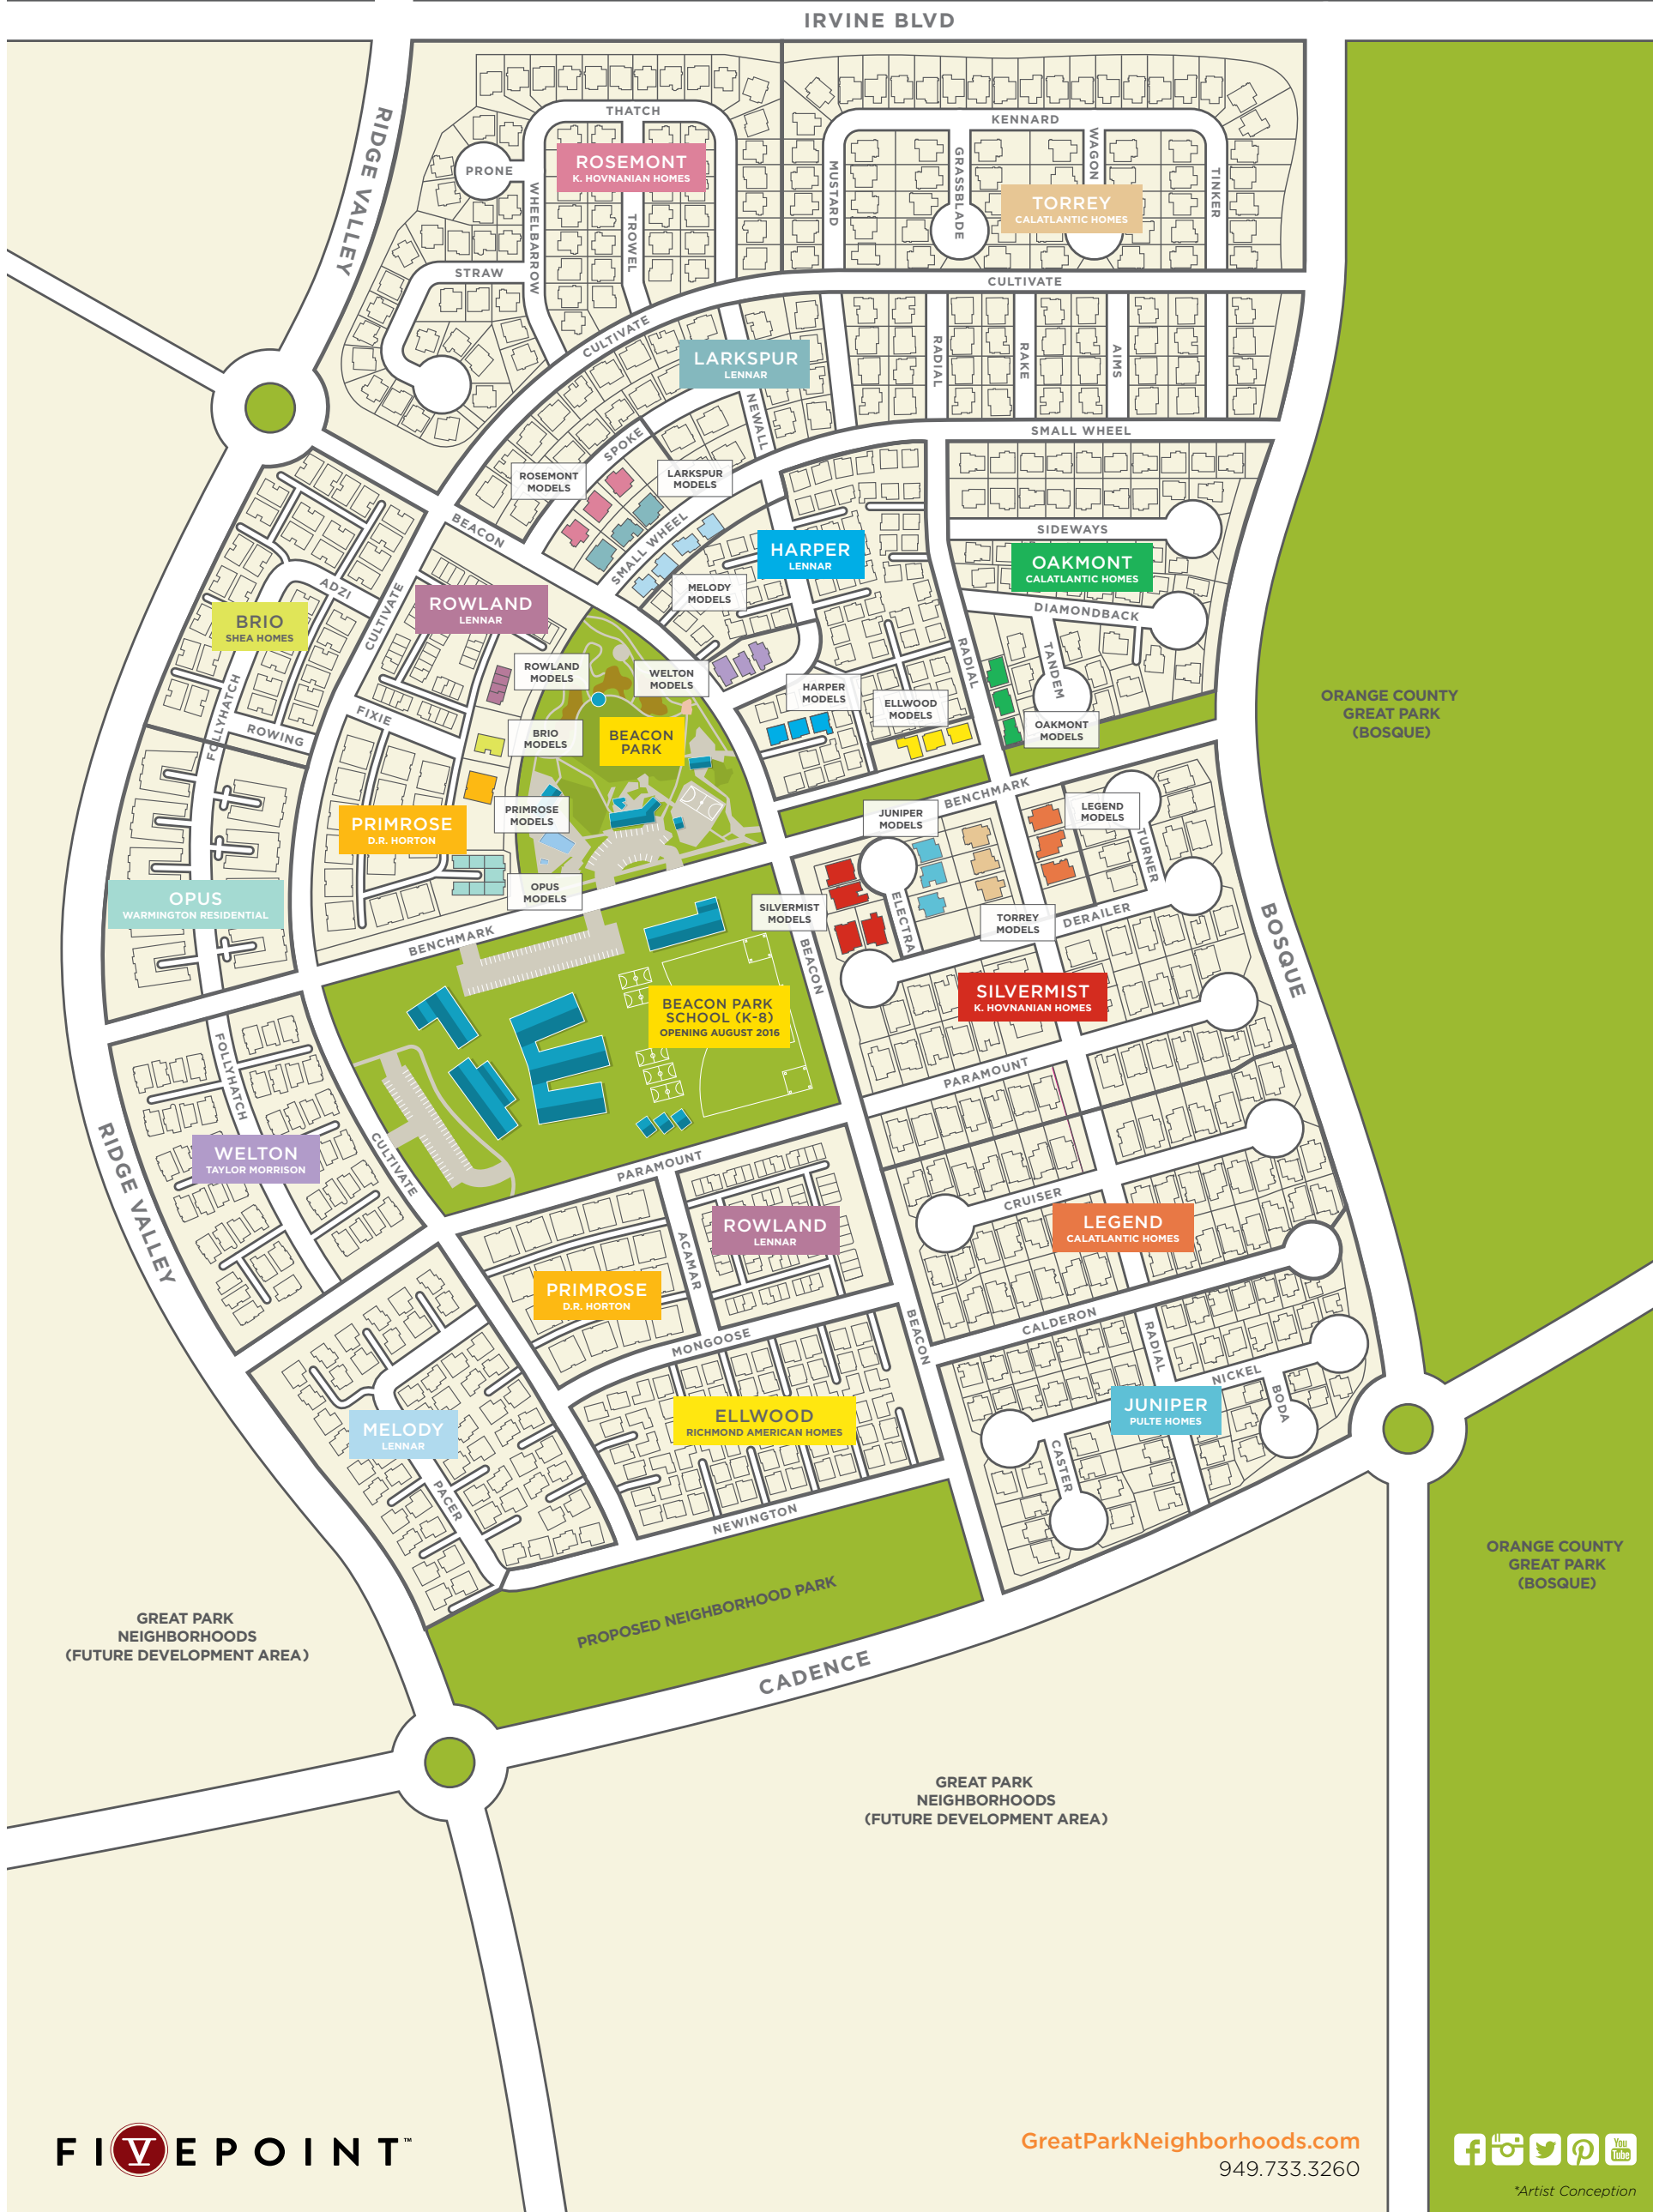 IRVINE BLVD
RIDGE VALLEY
THATCH
KENNARD
PRONE
ROSEMONT
K. HOVNANIAN HOMES
WHEELBARROW
TROWEL
MUSTARD
GRASSBLADE
WAGON
TINKER
TORREY
CALATLANTIC HOMES
STRAW
CULTIVATE
CULTIVATE
LARKSPUR
LENNAR
RADIAL
RAKE
AIMS
NEWALL
SMALL WHEEL
SPOKE
ROSEMONT
MODELS
LARKSPUR
MODELS
BEACON
SMALL WHEEL
SIDEWAYS
HARPER
LENNAR
OAKMONT
CALATLANTIC HOMES
ADZI
CULTIVATE
ROWLAND
LENNAR
MELODY
MODELS
DIAMONDBACK
BRIO
SHEA HOMES
RADIAL
TANDEM
ROWLAND
MODELS
WELTON
MODELS
HARPER
MODELS
ELLWOOD
MODELS
OAKMONT
MODELS
ORANGE COUNTY
GREAT PARK
(BOSQUE)
FOLLYHATCH
FIXIE
ROWING
BRIO
MODELS
BEACON
PARK
BENCHMARK
PRIMROSE
MODELS
JUNIPER
MODELS
LEGEND
MODELS
PRIMROSE
D.R. HORTON
TURNER
OPUS
MODELS
OPUS
WARMINGTON RESIDENTIAL
SILVERMIST
MODELS
ELECTRA
TORREY
MODELS
DERAILER
BENCHMARK
BEACON
BOSQUE
SILVERMIST
K. HOVNANIAN HOMES
BEACON PARK
SCHOOL (K-8)
OPENING AUGUST 2016
FOLLYHATCH
PARAMOUNT
RIDGE VALLEY
WELTON
TAYLOR MORRISON
CULTIVATE
PARAMOUNT
CRUISER
ROWLAND
LENNAR
LEGEND
CALATLANTIC HOMES
ACAMAR
PRIMROSE
D.R. HORTON
MONGOOSE
BEACON
CALDERON
RADIAL
NICKEL
BODA
JUNIPER
PULTE HOMES
ELLWOOD
RICHMOND AMERICAN HOMES
MELODY
LENNAR
CASTER
PACER
NEWINGTON
PROPOSED NEIGHBORHOOD PARK
CADENCE
ORANGE COUNTY
GREAT PARK
(BOSQUE)
GREAT PARK
NEIGHBORHOODS
(FUTURE DEVELOPMENT AREA)
GREAT PARK
NEIGHBORHOODS
(FUTURE DEVELOPMENT AREA)
FIVEPOINT™
GreatParkNeighborhoods.com
949.733.3260
You
Tube
*Artist Conception